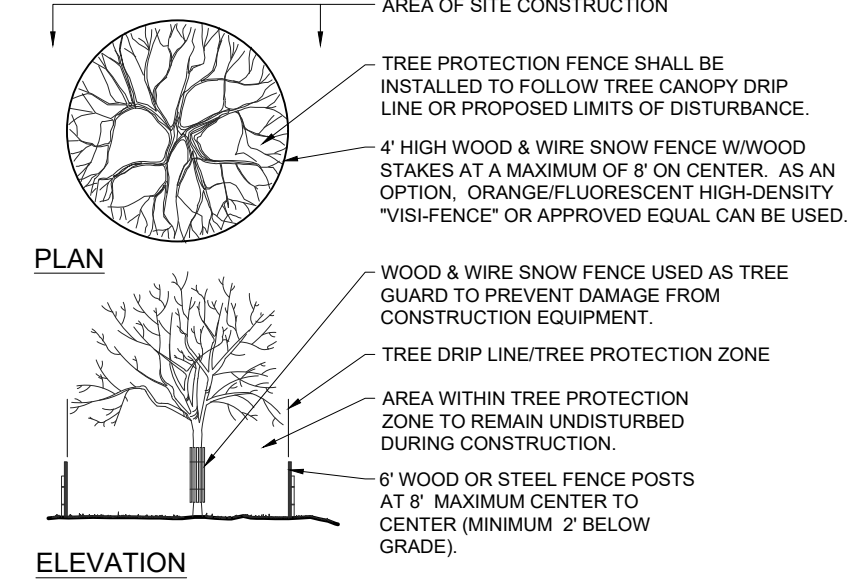 AREA OF SITE CONSTRUCTION
TREE PROTECTION FENCE SHALL BE
INSTALLED TO FOLLOW TREE CANOPY DRIP
LINE OR PROPOSED LIMITS OF DISTURBANCE.
4' HIGH WOOD & WIRE SNOW FENCE W/WOOD
STAKES AT A MAXIMUM OF 8' ON CENTER. AS AN
OPTION, ORANGE/FLUORESCENT HIGH-DENSITY
"VISI-FENCE" OR APPROVED EQUAL CAN BE USED.
PLAN
WOOD & WIRE SNOW FENCE USED AS TREE
GUARD TO PREVENT DAMAGE FROM
CONSTRUCTION EQUIPMENT.
TREE DRIP LINE/TREE PROTECTION ZONE
AREA WITHIN TREE PROTECTION
ZONE TO REMAIN UNDISTURBED
DURING CONSTRUCTION.
6' WOOD OR STEEL FENCE POSTS
AT 8' MAXIMUM CENTER TO
CENTER (MINIMUM 2' BELOW
GRADE).
ELEVATION